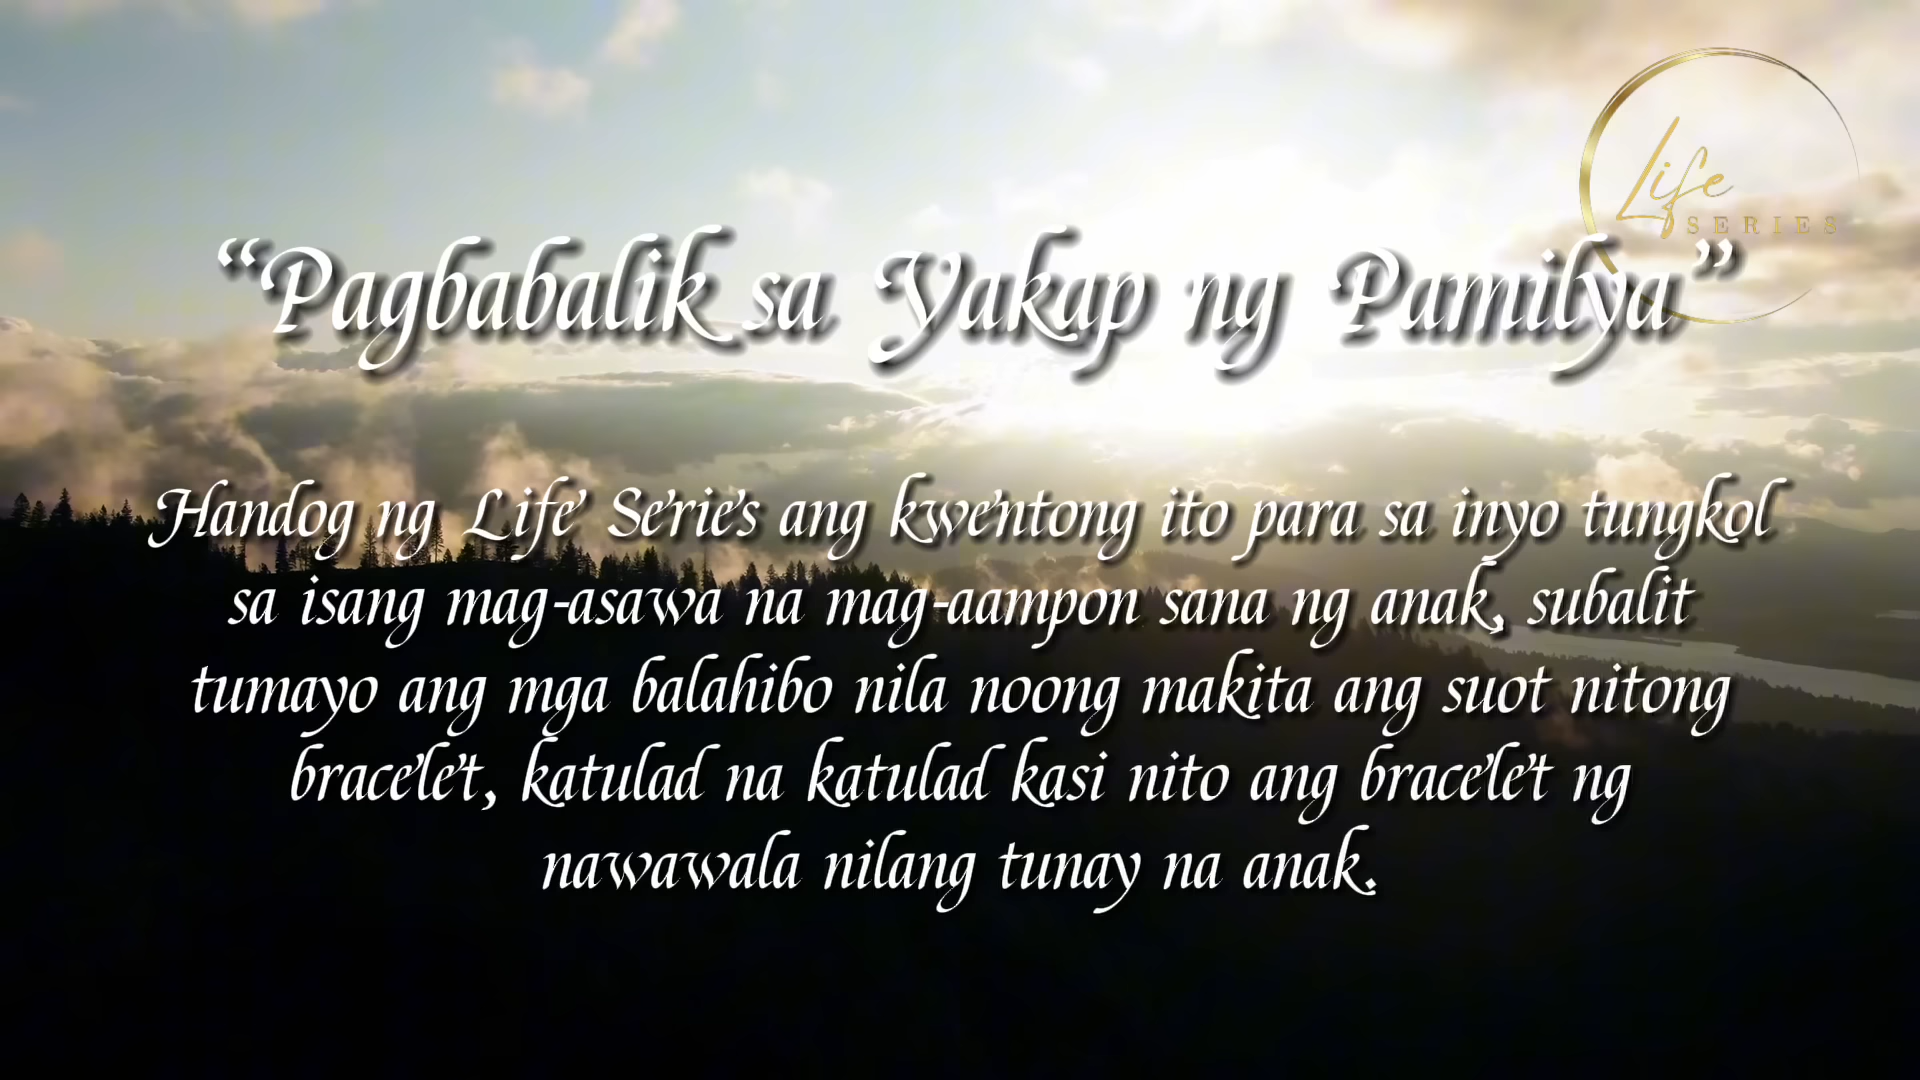 Life
SERIES
“Pagbabalik sa Yakap ng Pamilya”
Handog ng Life Series ang kwentong ito para sa inyo tungkol
sa isang mag-asawa na mag-aampon sana ng anak, subalit
tumayo ang mga balahibo nila noong makita ang suot nitong
bracelet, katulad na katulad kasi nito ang bracelet ng
nawawala nilang tunay na anak.